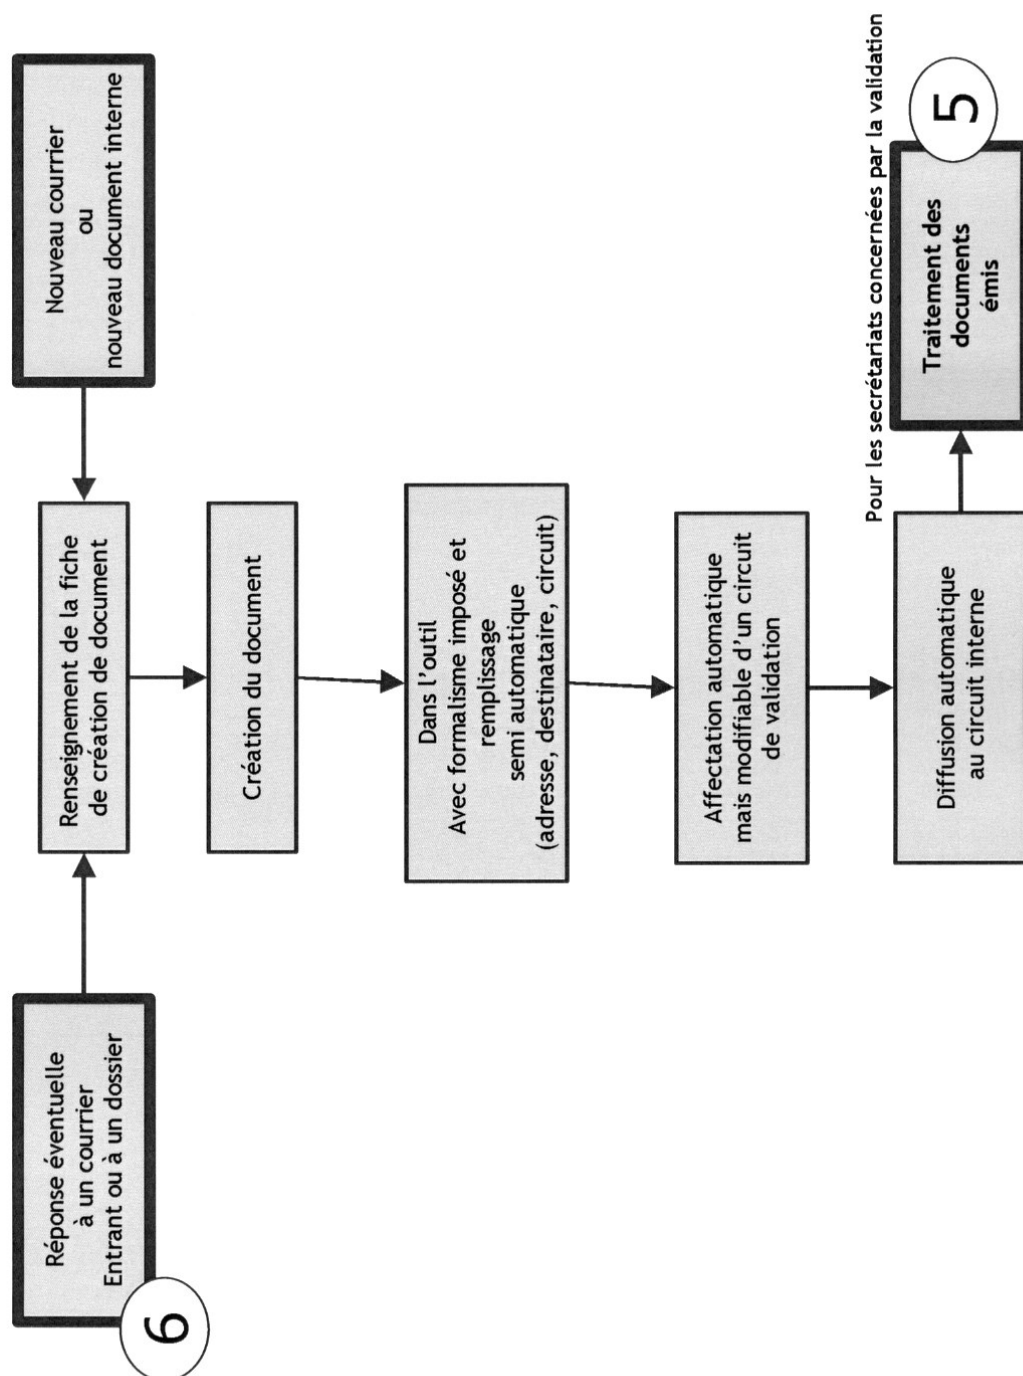 Réponse éventuelle
à un courrier
Entrant ou à un dossier
6
Renseignement de la fiche
de création de document
Nouveau courrier
ou
nouveau document interne
Création du document
Dans l'outil
Avec formalisme imposé et
remplissage
semi automatique
(adresse, destinataire, circuit)
Affectation automatique
mais modifiable d'un circuit
de validation
Diffusion automatique
au circuit interne
Pour les secrétariats concernées par la validation
Traitement des
documents
émis
5